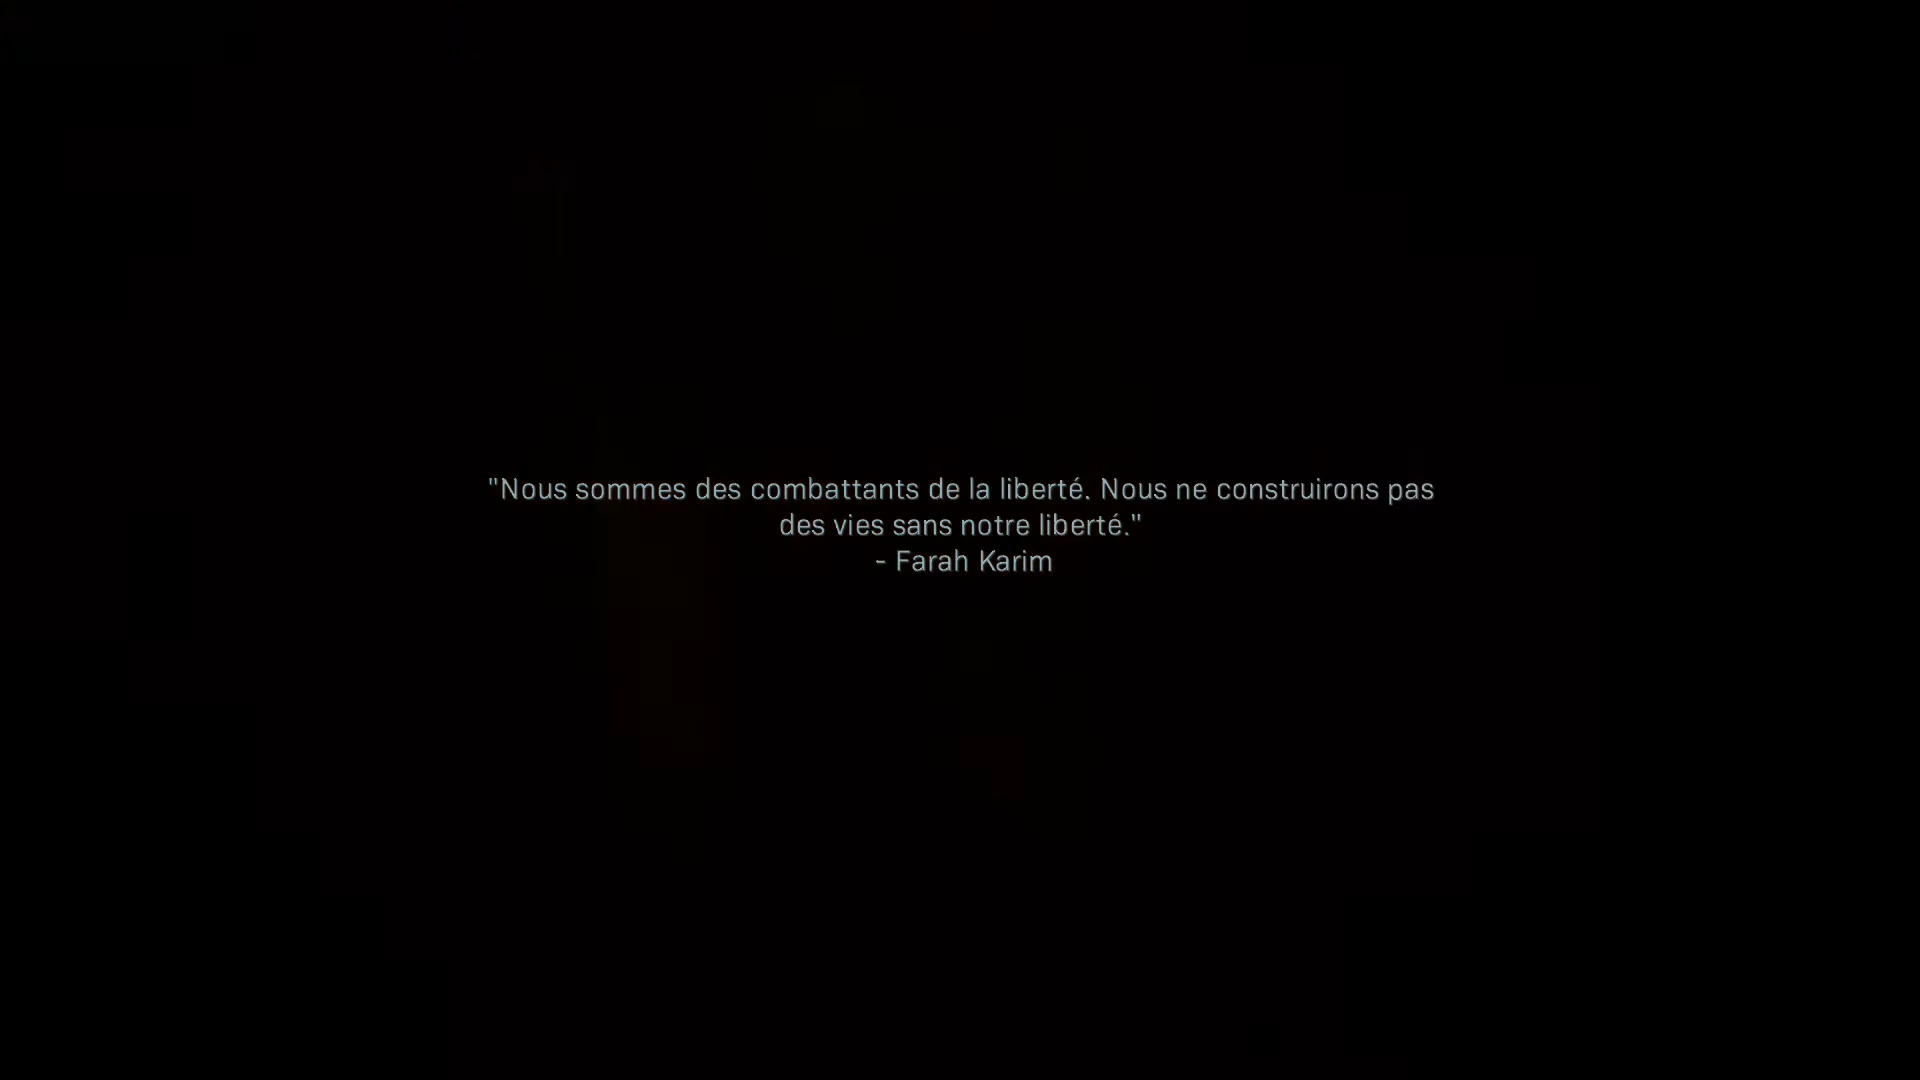 "Nous sommes des combattants de la liberté. Nous ne construirons pas
des vies sans notre liberté."
- Farah Karim